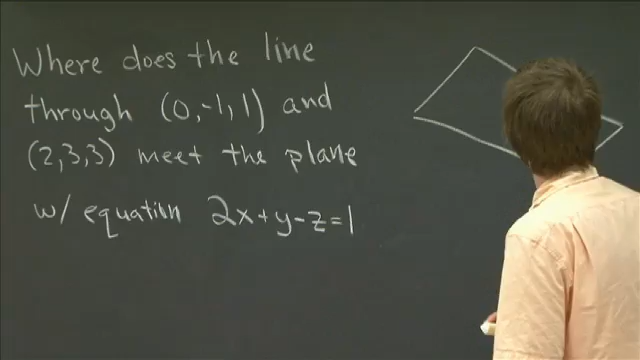 Where does the line
through (0,-1,1) and
(2,3,3) meet the plane
w/ equation 2x+y-z=1